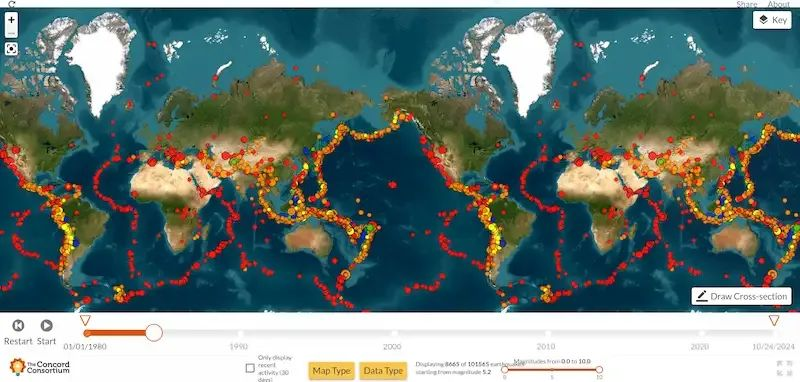 Share About
+
−
Key
Draw Cross-section
Restart Start
01/01/1980 1990 2000 2010 2020 10/24/2024
The Concord
Consortium
Only display
recent
activity (30
days)
Map Type
Data Type
Displaying 8665 of 101565 earthquakes
starting from magnitude 5.2
Magnitudes from 0.0 to 10.0
0 5 10